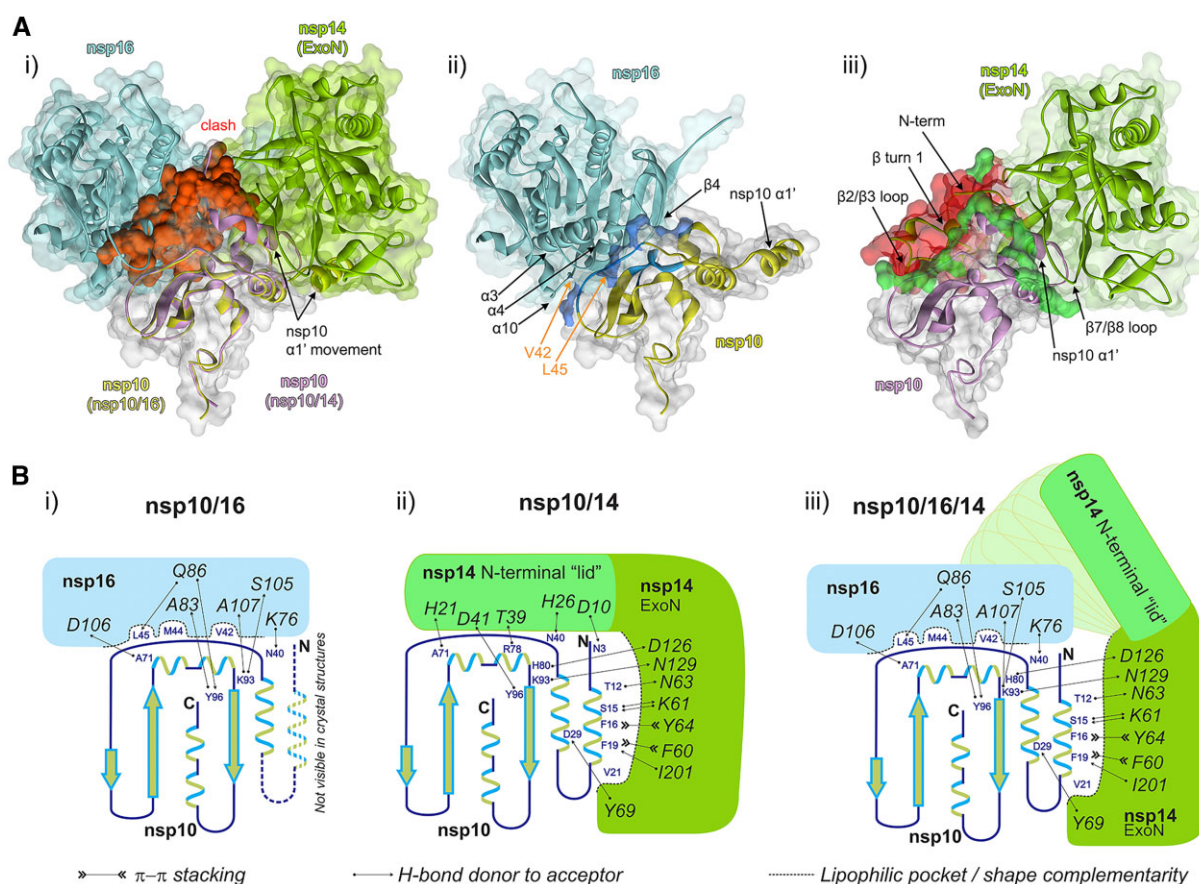 A
i)
nsp16
nsp14
(ExoN)
clash
nsp10
α1' movement
nsp10
(nsp10/16)
nsp10
(nsp10/14)
ii)
nsp16
β4
nsp10 α1'
α3
α4
α10
V42
L45
nsp10
iii)
nsp14
(ExoN)
N-term
β turn 1
β2/β3 loop
β7/β8 loop
nsp10 α1'
nsp10
B
i)
nsp10/16
nsp16
Q86
S105
A83
A107
D106
K76
L45
M44
V42
N
N40
A71
K93
Y96
C
Not visible in crystal structures
nsp10
ii)
nsp10/14
nsp14 N-terminal "lid"
nsp14
ExoN
H21
D41
T39
H26
D10
N40
N
N3
A71
R78
H80
K93
Y96
D126
N129
N63
K61
Y64
F60
I201
T12
S15
F16
F19
V21
D29
C
Y69
nsp10
iii)
nsp10/16/14
nsp14
N-terminal
"lid"
nsp16
Q86
S105
A83
A107
D106
K76
L45
M44
V42
N40
N
A71
H80
K93
Y96
D126
N129
N63
K61
Y64
F60
I201
T12
S15
F16
F19
V21
D29
C
Y69
nsp14
ExoN
nsp10
π–π stacking
H-bond donor to acceptor
Lipophilic pocket / shape complementarity